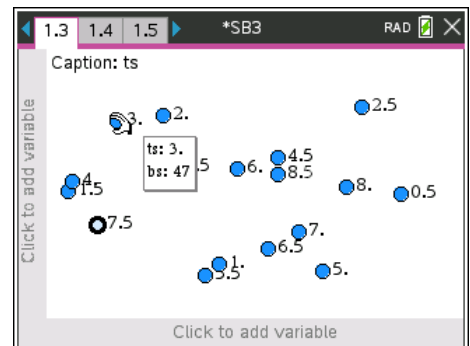 1.3 1.4 1.5 *SB3 RAD
Caption: ts
Click to add variable
3.
2.
2.5
ts: 3.
bs: 47
.5
6.
4.5
8.5
4.
1.5
8.
0.5
7.5
7.
6.5
1.
5.
Click to add variable